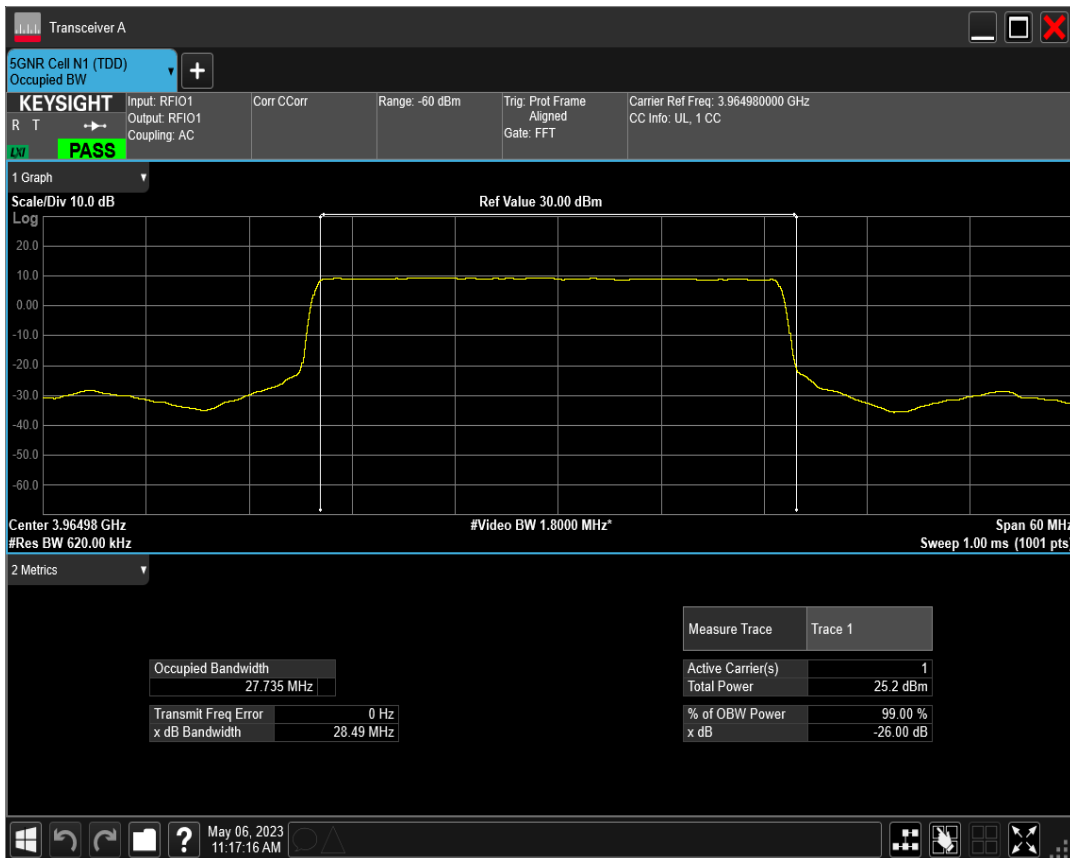 Transceiver A
5GNR Cell N1 (TDD)
Occupied BW
+
KEYSIGHT
R T
LXI
PASS
Input: RFIO1
Output: RFIO1
Coupling: AC
Corr CCorr
Range: -60 dBm
Trig: Prot Frame
Aligned
Gate: FFT
Carrier Ref Freq: 3.964980000 GHz
CC Info: UL, 1 CC
1 Graph
Scale/Div 10.0 dB
Ref Value 30.00 dBm
Log
20.0
10.0
0.00
-10.0
-20.0
-30.0
-40.0
-50.0
-60.0
Center 3.96498 GHz
#Video BW 1.8000 MHz*
Span 60 MHz
#Res BW 620.00 kHz
Sweep 1.00 ms (1001 pts)
2 Metrics
Measure Trace Trace 1
Occupied Bandwidth
27.735 MHz
Active Carrier(s) 1
Total Power 25.2 dBm
Transmit Freq Error 0 Hz
x dB Bandwidth 28.49 MHz
% of OBW Power 99.00 %
x dB -26.00 dB
?
May 06, 2023
11:17:16 AM